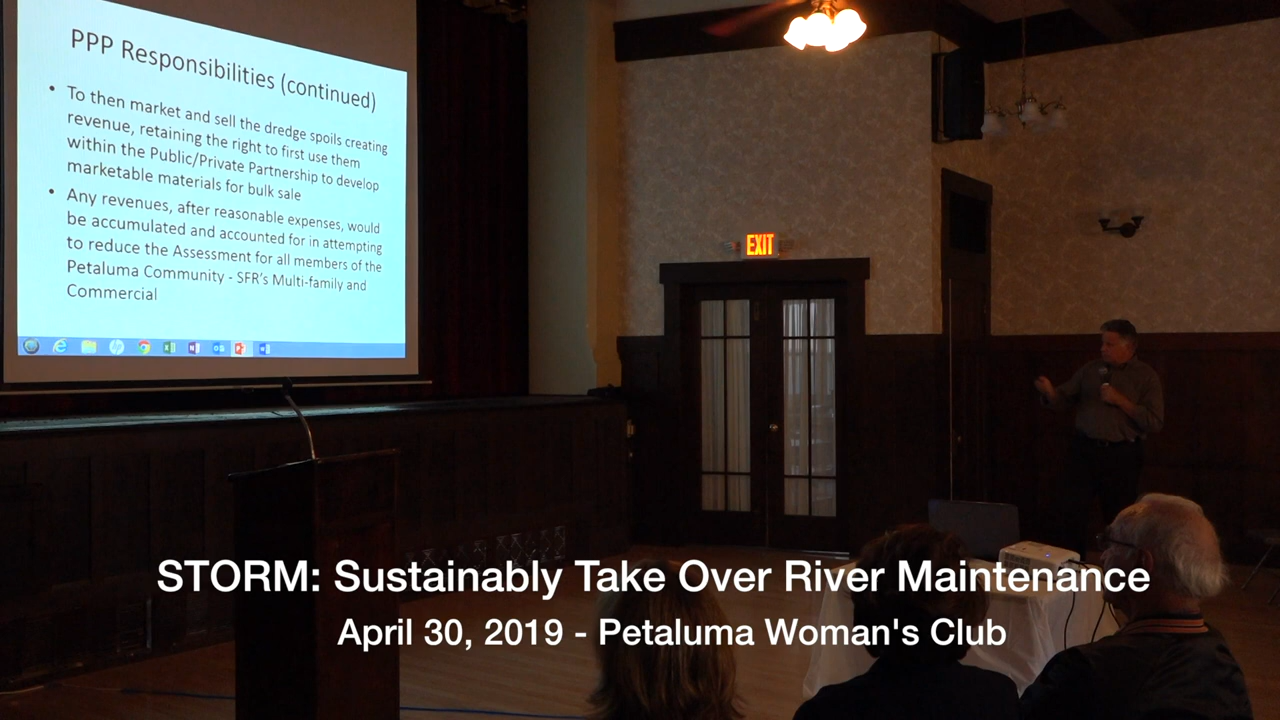 PPP Responsibilities (continued)
• To then market and sell the dredge spoils creating
revenue, retaining the right to first use them
within the Public/Private Partnership to develop
marketable materials for bulk sale
• Any revenues, after reasonable expenses, would
be accumulated and accounted for in attempting
to reduce the Assessment for all members of the
Petaluma Community - SFR's Multi-family and
Commercial
EXIT
STORM: Sustainably Take Over River Maintenance
April 30, 2019 - Petaluma Woman's Club